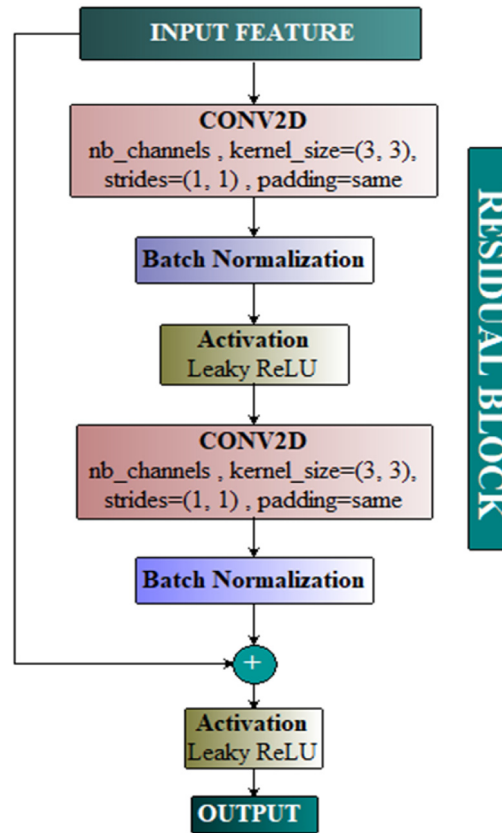 INPUT FEATURE
CONV2D
nb_channels , kernel_size=(3, 3),
strides=(1, 1) , padding=same
Batch Normalization
Activation
Leaky ReLU
CONV2D
nb_channels , kernel_size=(3, 3),
strides=(1, 1) , padding=same
Batch Normalization
+
Activation
Leaky ReLU
OUTPUT
RESIDUAL BLOCK